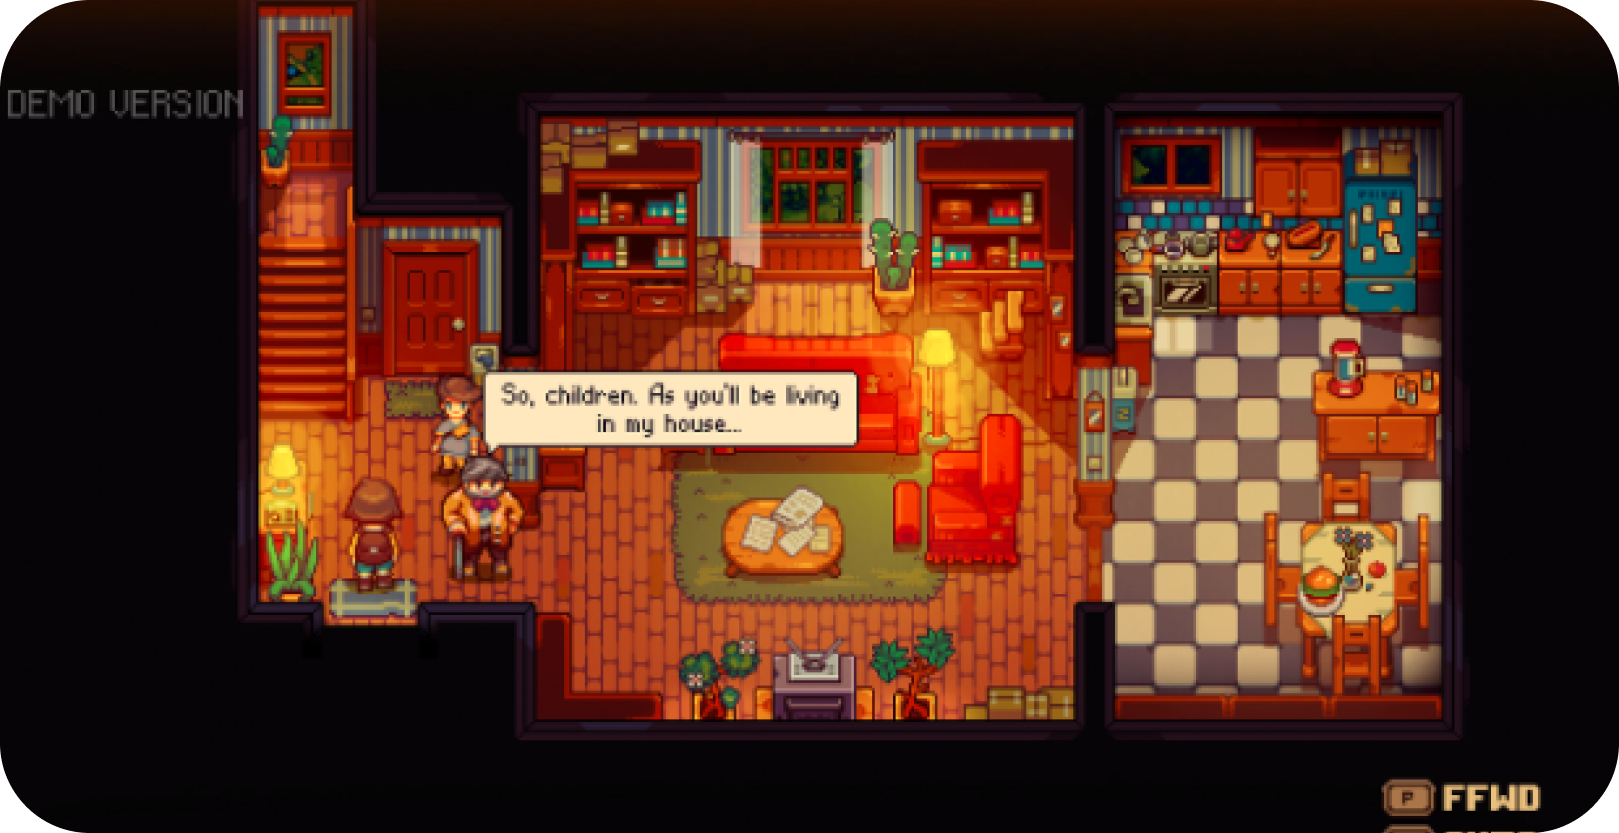 DEMO VERSION
So, children. As you'll be living
in my house...
P FFWD